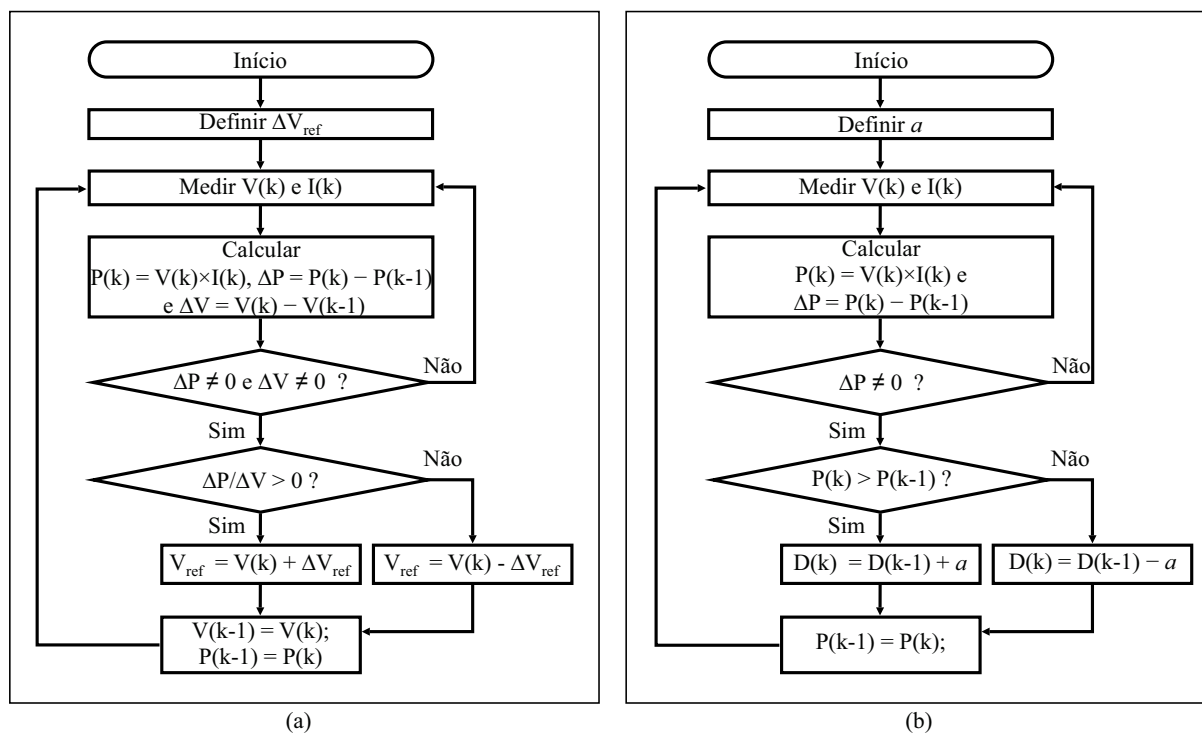 Início
Definir ΔV_ref
Medir V(k) e I(k)
Calcular
P(k) = V(k)×I(k), ΔP = P(k) − P(k-1)
e ΔV = V(k) − V(k-1)
ΔP ≠ 0 e ΔV ≠ 0 ?
Não
Sim
ΔP/ΔV > 0 ?
Não
Sim
V_ref = V(k) + ΔV_ref
V_ref = V(k) - ΔV_ref
V(k-1) = V(k);
P(k-1) = P(k)
(a)
Início
Definir a
Medir V(k) e I(k)
Calcular
P(k) = V(k)×I(k) e
ΔP = P(k) − P(k-1)
ΔP ≠ 0 ?
Não
Sim
P(k) > P(k-1) ?
Não
Sim
D(k) = D(k-1) + a
D(k) = D(k-1) − a
P(k-1) = P(k);
(b)